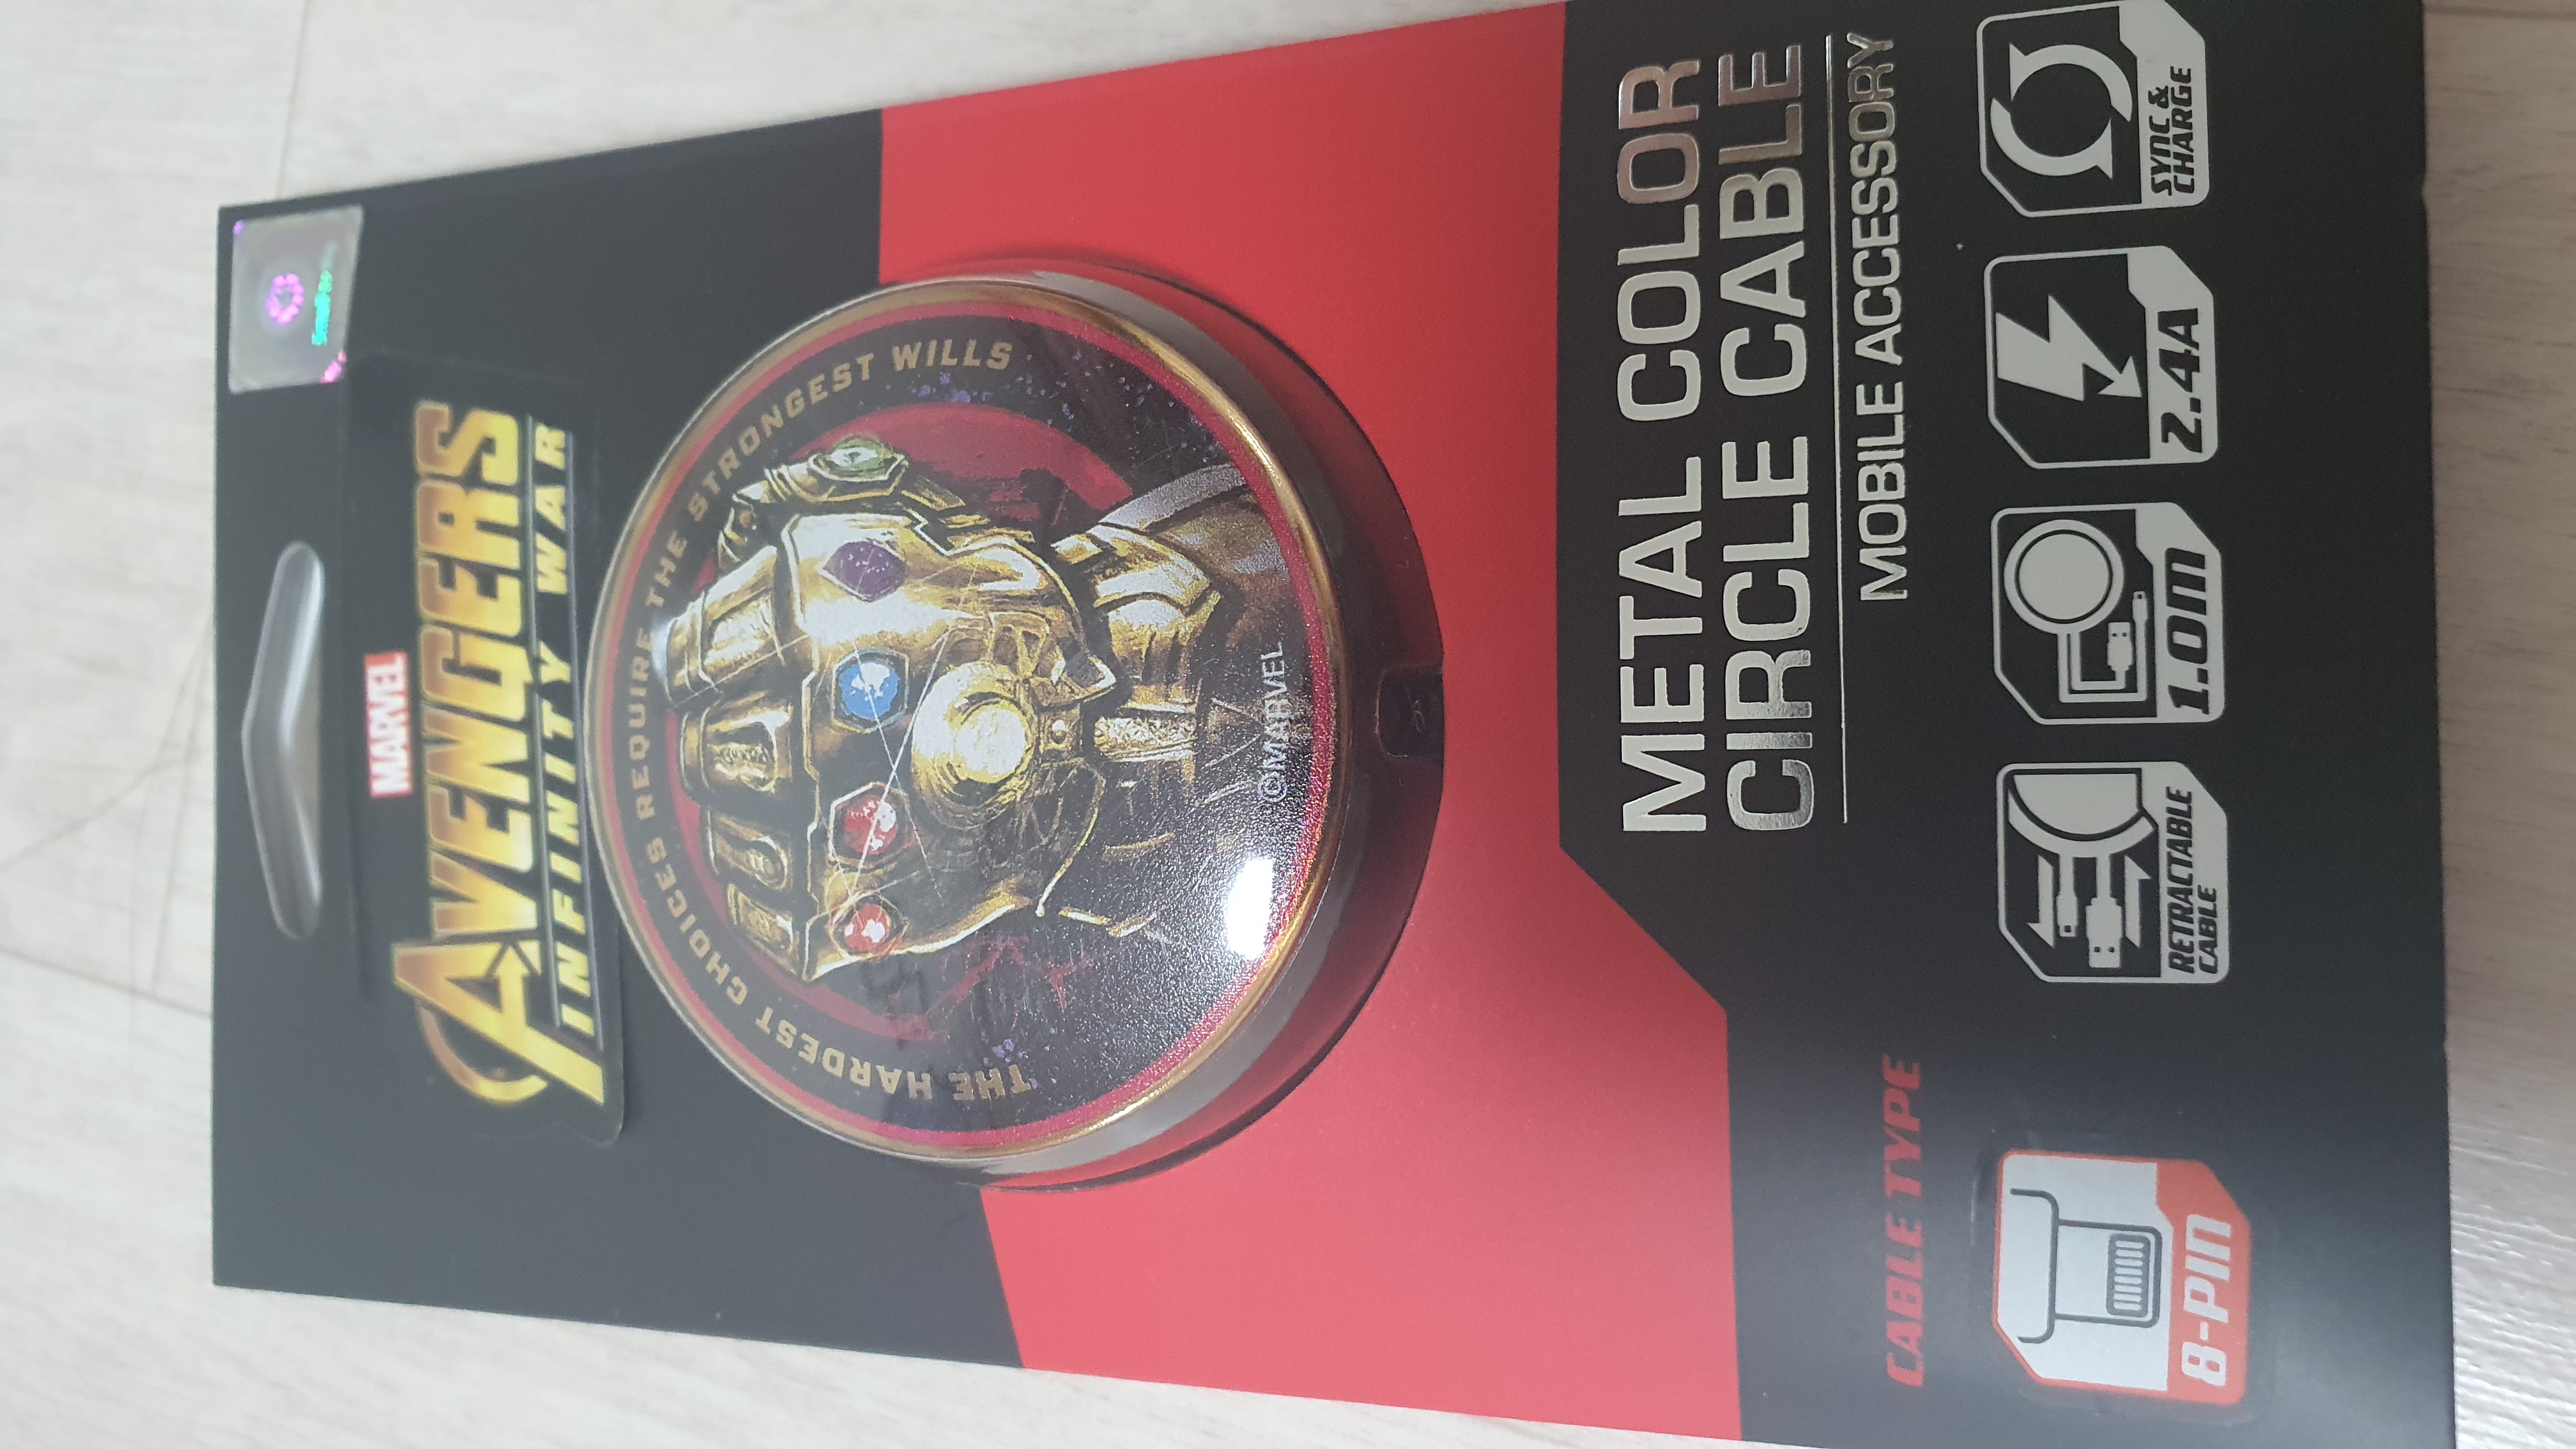 MARVEL
AVENGERS
INFINITY WAR
THE HARDEST CHOICES REQUIRE THE STRONGEST WILLS
©MARVEL
METAL COLOR
CIRCLE CABLE
MOBILE ACCESSORY
CABLE TYPE
8-PIN
RETRACTABLE
CABLE
1.0m
2.4A
SYNC &
CHARGE